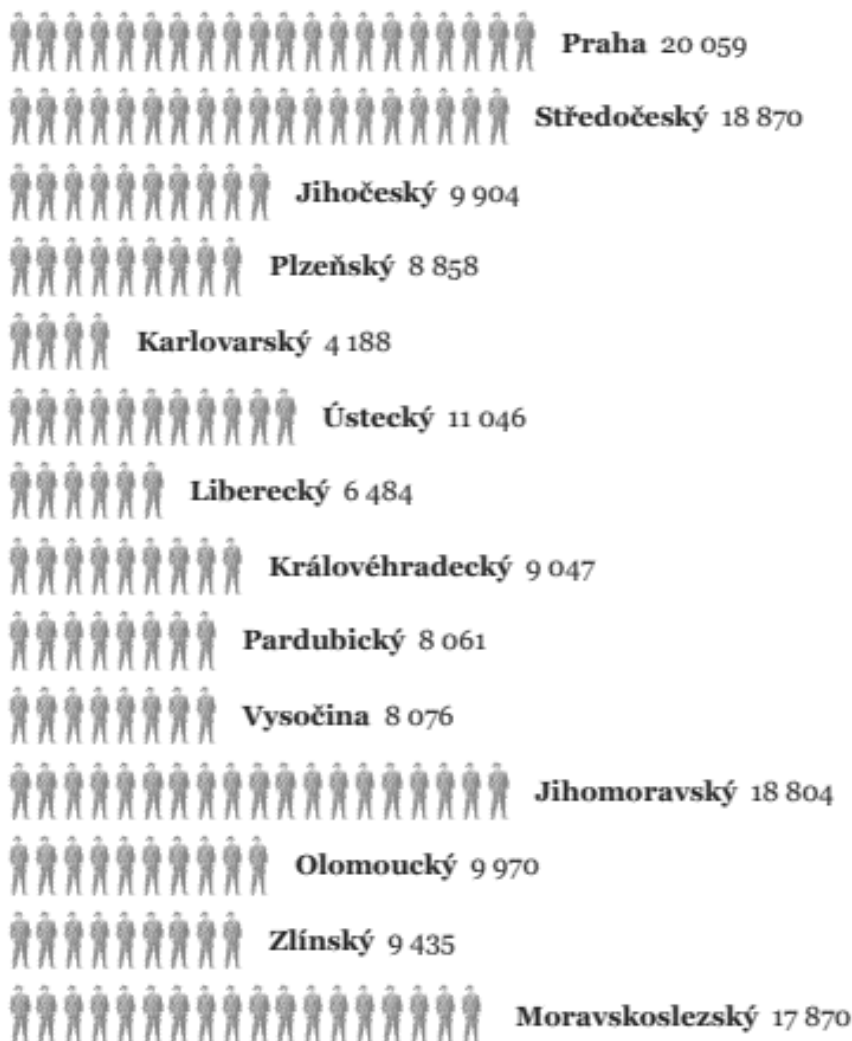 Praha 20 059
Středočeský 18 870
Jihočeský 9 904
Plzeňský 8 858
Karlovarský 4 188
Ústecký 11 046
Liberecký 6 484
Královéhradecký 9 047
Pardubický 8 061
Vysočina 8 076
Jihomoravský 18 804
Olomoucký 9 970
Zlínský 9 435
Moravskoslezský 17 870